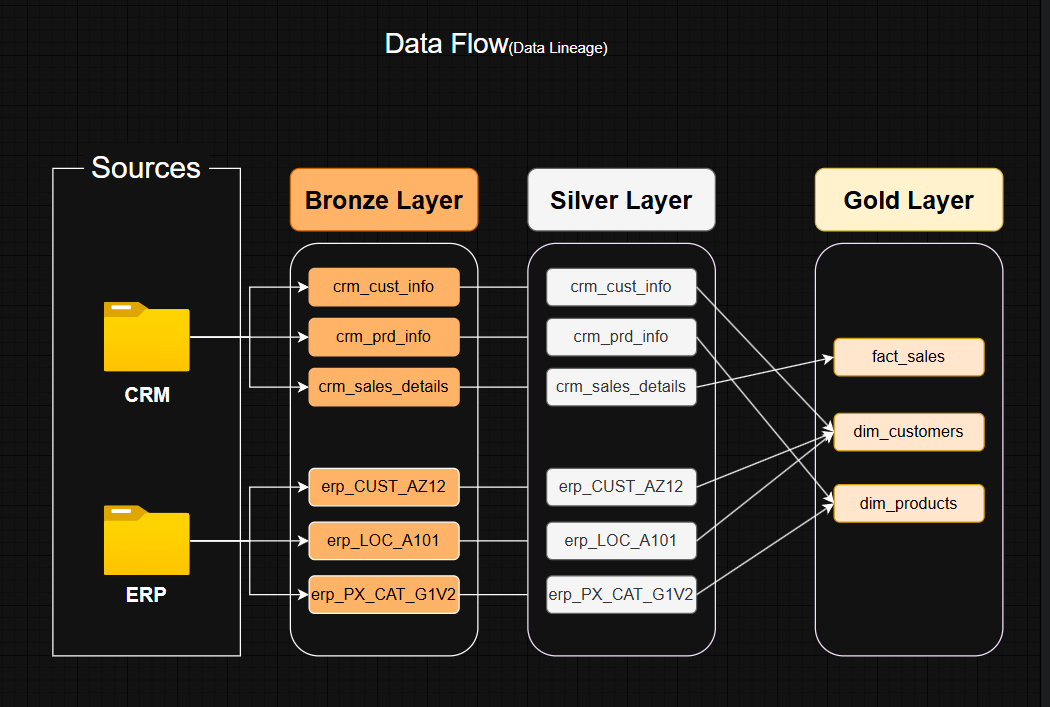 Data Flow(Data Lineage)
Sources
CRM
ERP
Bronze Layer
crm_cust_info
crm_prd_info
crm_sales_details
erp_CUST_AZ12
erp_LOC_A101
erp_PX_CAT_G1V2
Silver Layer
crm_cust_info
crm_prd_info
crm_sales_details
erp_CUST_AZ12
erp_LOC_A101
erp_PX_CAT_G1V2
Gold Layer
fact_sales
dim_customers
dim_products